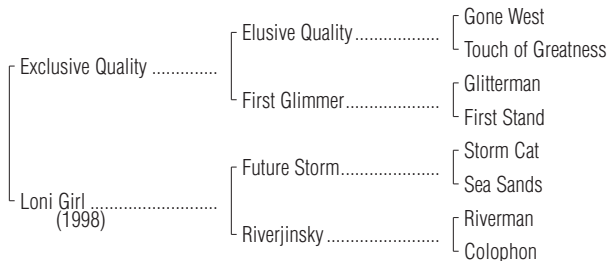 Exclusive Quality ..............
Loni Girl ...........................
(1998)
Elusive Quality ..................
First Glimmer....................
Future Storm.....................
Riverjinsky ........................
Gone West
Touch of Greatness
Glitterman
First Stand
Storm Cat
Sea Sands
Riverman
Colophon